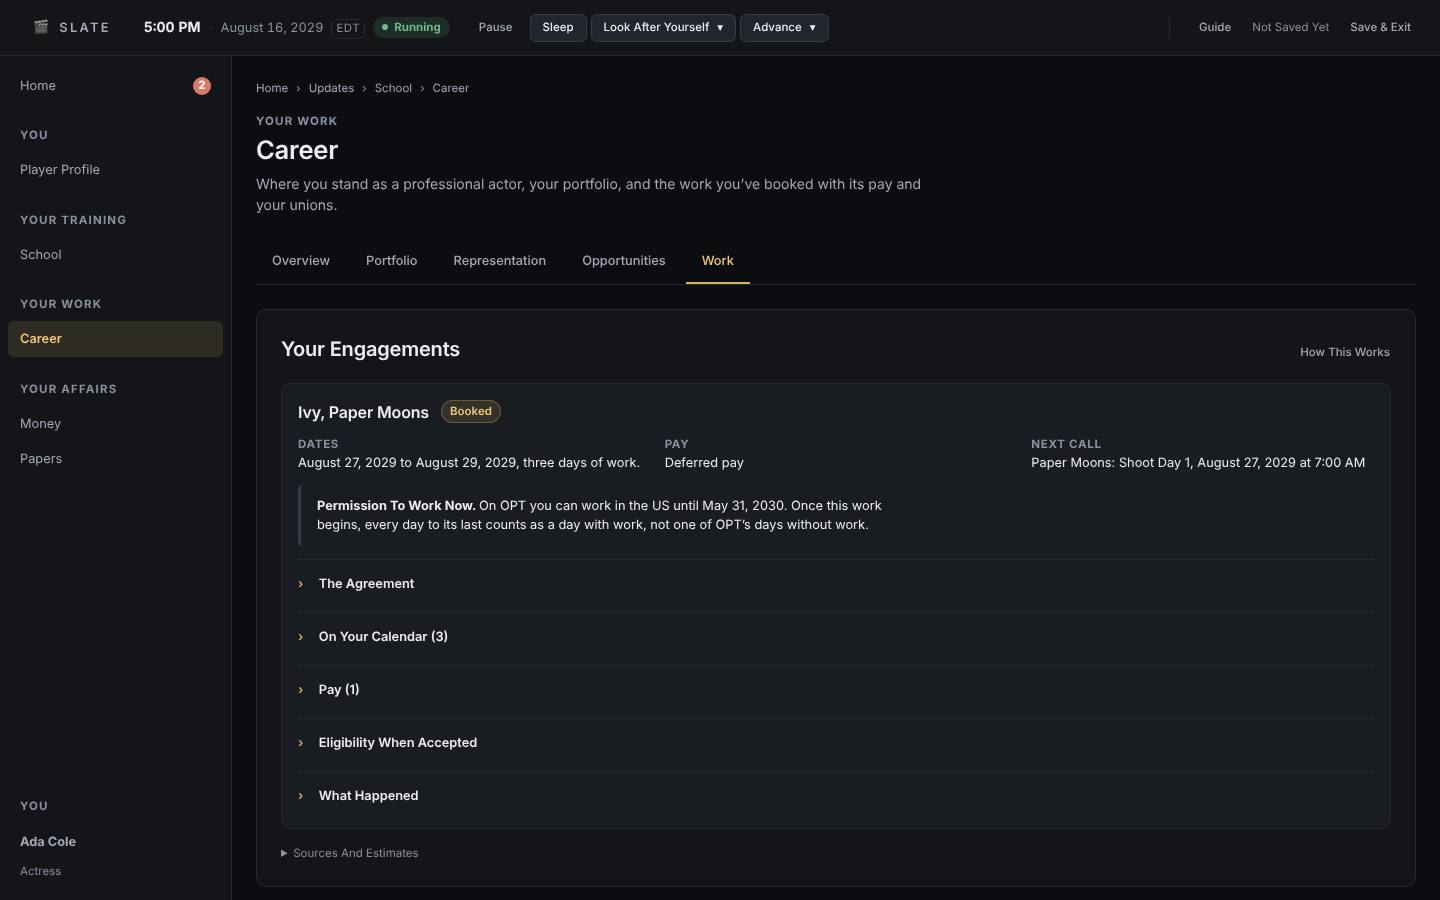 SLATE
5:00 PM · August 16, 2029 EDT Running
Pause
Sleep
Look After Yourself
Advance
Guide
Not Saved Yet
Save & Exit
Home 2
YOU
Player Profile
YOUR TRAINING
School
YOUR WORK
Career
YOUR AFFAIRS
Money
Papers
YOU
Ada Cole
Actress
Home › Updates › School › Career
YOUR WORK
Career
Where you stand as a professional actor, your portfolio, and the work you’ve booked with its pay and
your unions.
Overview
Portfolio
Representation
Opportunities
Work
Your Engagements
How This Works
Ivy, Paper Moons Booked
DATES
August 27, 2029 to August 29, 2029, three days of work.
PAY
Deferred pay
NEXT CALL
Paper Moons: Shoot Day 1, August 27, 2029 at 7:00 AM
Permission To Work Now. On OPT you can work in the US until May 31, 2030. Once this work
begins, every day to its last counts as a day with work, not one of OPT’s days without work.
The Agreement
On Your Calendar (3)
Pay (1)
Eligibility When Accepted
What Happened
Sources And Estimates